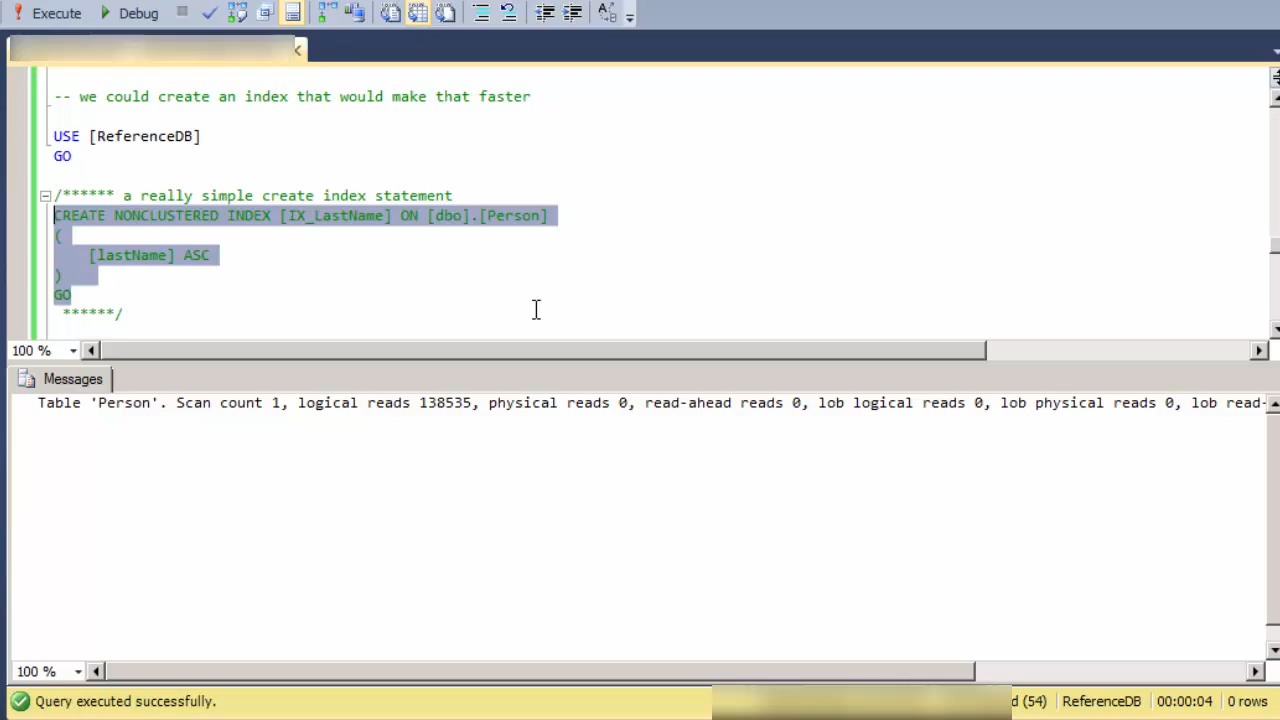 Execute Debug
-- we could create an index that would make that faster
USE [ReferenceDB]
GO
/****** a really simple create index statement
CREATE NONCLUSTERED INDEX [IX_LastName] ON [dbo].[Person]
(
[lastName] ASC
)
GO
******/
100 %
Messages
Table 'Person'. Scan count 1, logical reads 138535, physical reads 0, read-ahead reads 0, lob logical reads 0, lob physical reads 0, lob read-
100 %
Query executed successfully. d (54) ReferenceDB 00:00:04 0 rows